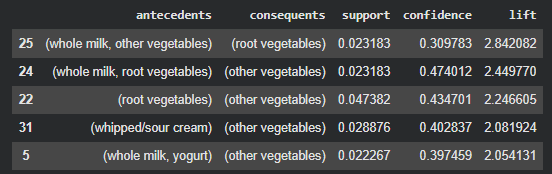 antecedents consequents support confidence lift
25 (whole milk, other vegetables) (root vegetables) 0.023183 0.309783 2.842082
24 (whole milk, root vegetables) (other vegetables) 0.023183 0.474012 2.449770
22 (root vegetables) (other vegetables) 0.047382 0.434701 2.246605
31 (whipped/sour cream) (other vegetables) 0.028876 0.402837 2.081924
5 (whole milk, yogurt) (other vegetables) 0.022267 0.397459 2.054131